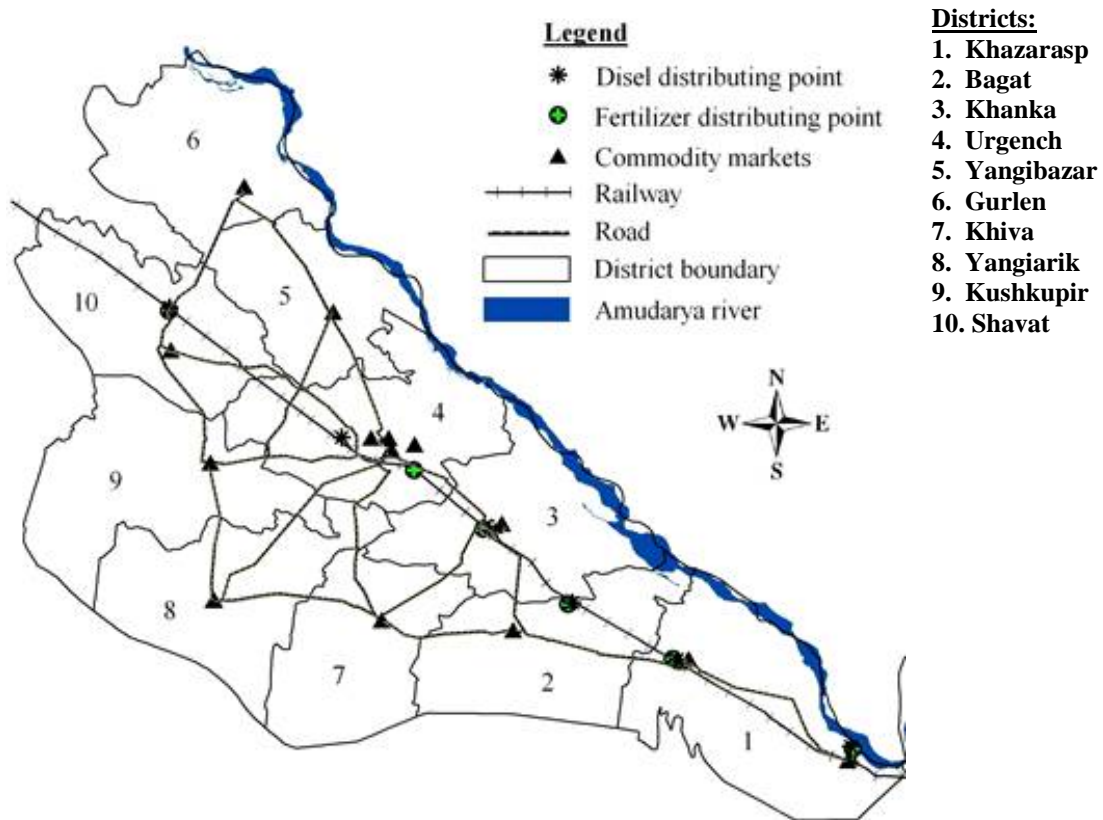 Legend
Disel distributing point
Fertilizer distributing point
Commodity markets
Railway
Road
District boundary
Amudarya river
Districts:
1. Khazarasp
2. Bagat
3. Khanka
4. Urgench
5. Yangibazar
6. Gurlen
7. Khiva
8. Yangiarik
9. Kushkupir
10. Shavat
6
5
10
4
N
W E
S
9
3
8
7
2
1